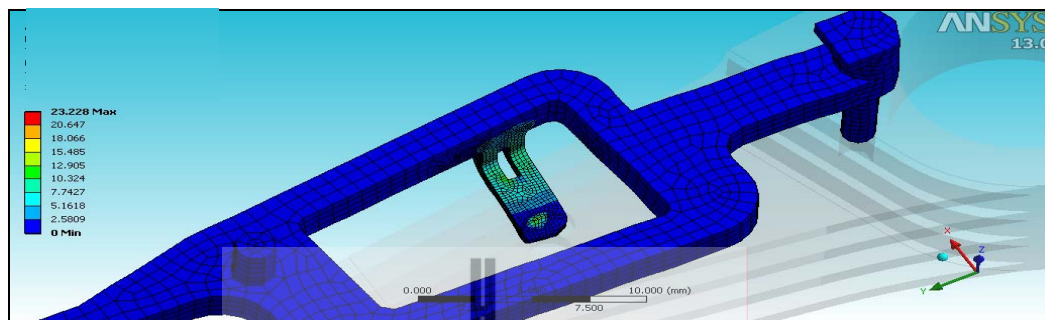 ANSYS
13.0
23.228 Max
20.647
18.066
15.485
12.905
10.324
7.7427
5.1618
2.5809
0 Min
X
Z
Y
0.000
10.000 (mm)
7.500